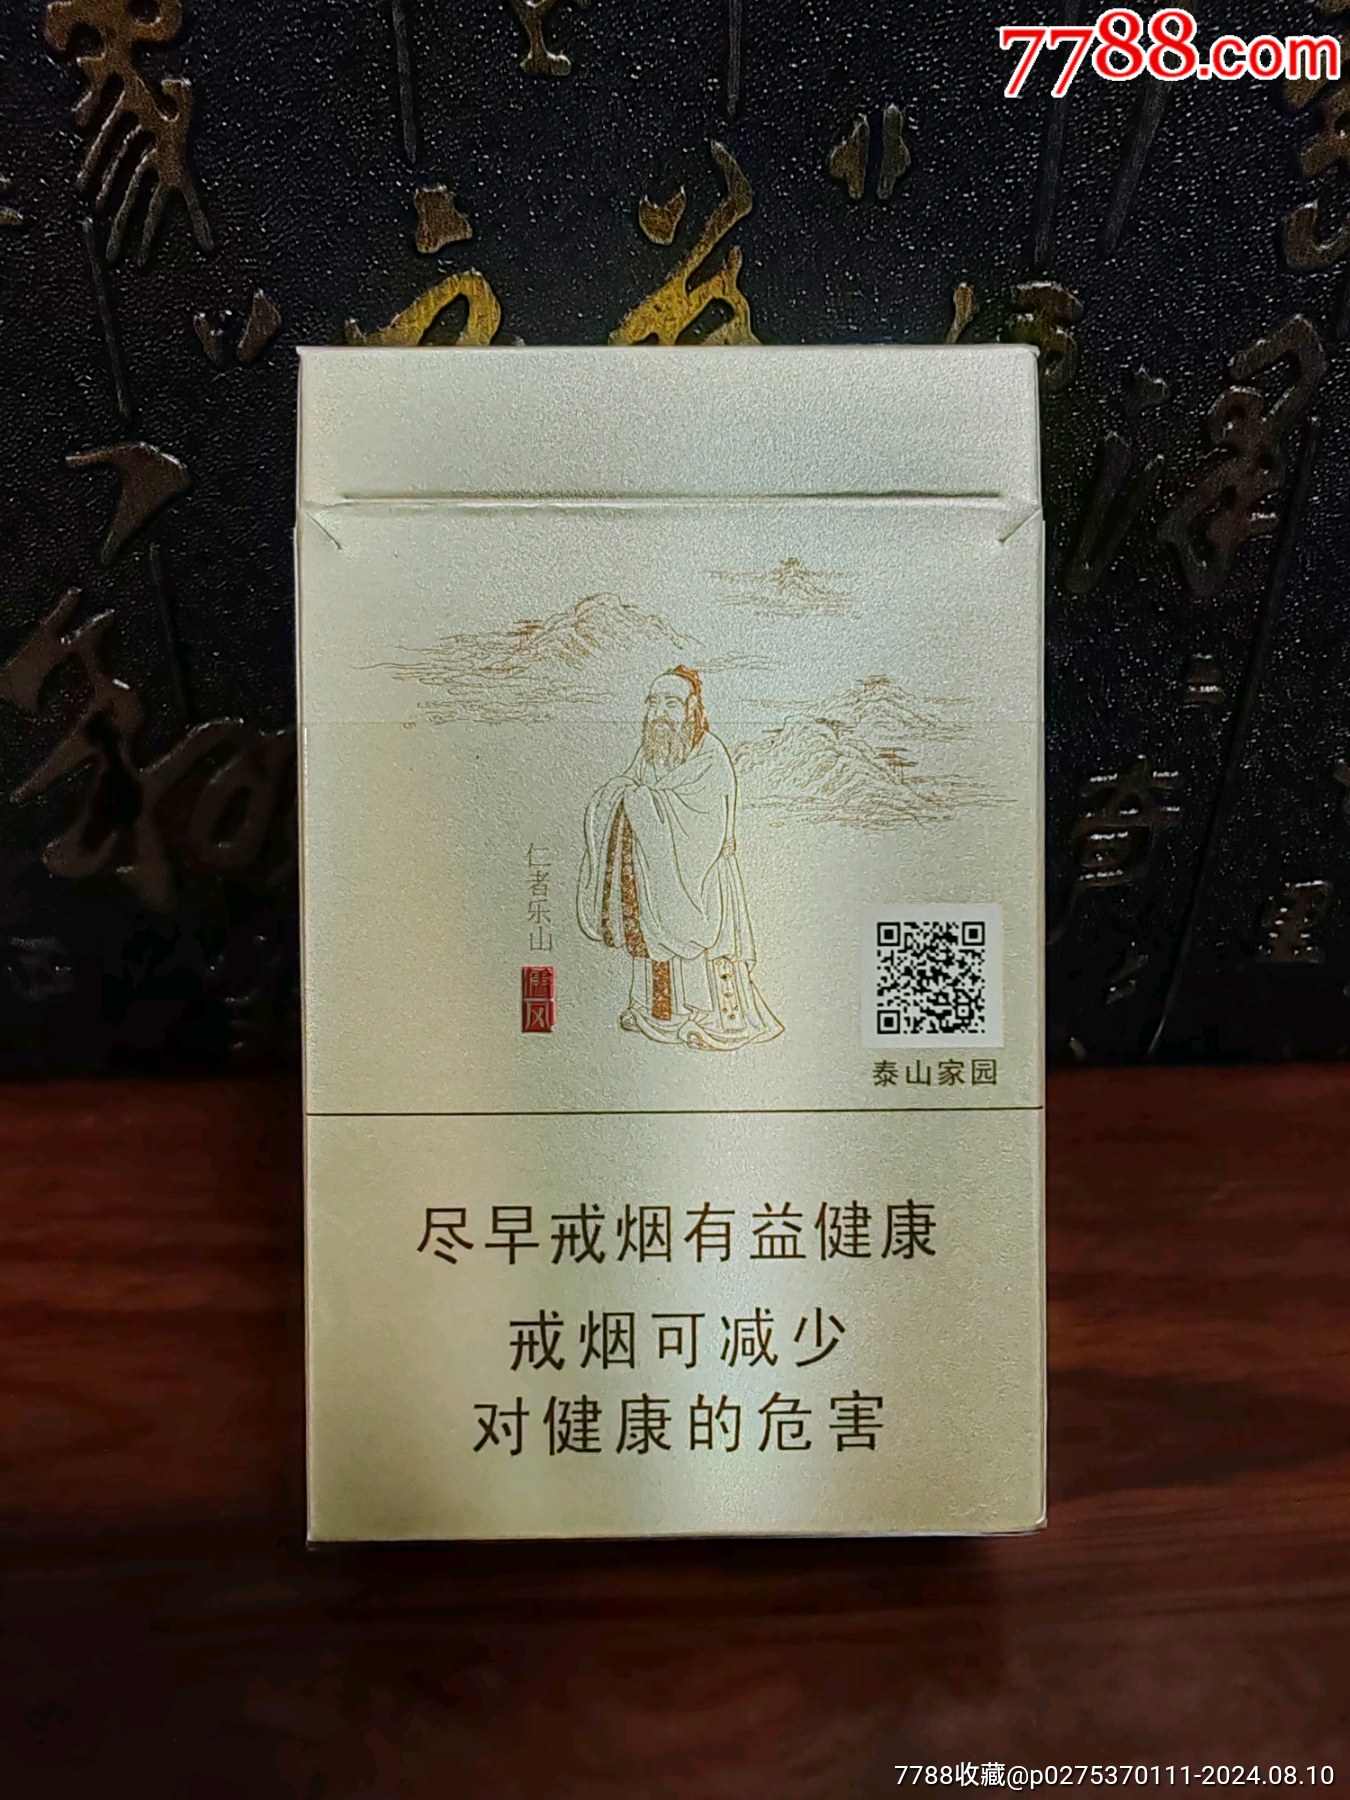 7788.com
仁者乐山
儒风
泰山家园
尽早戒烟有益健康
戒烟可减少
对健康的危害
7788收藏@p0275370111-2024.08.10